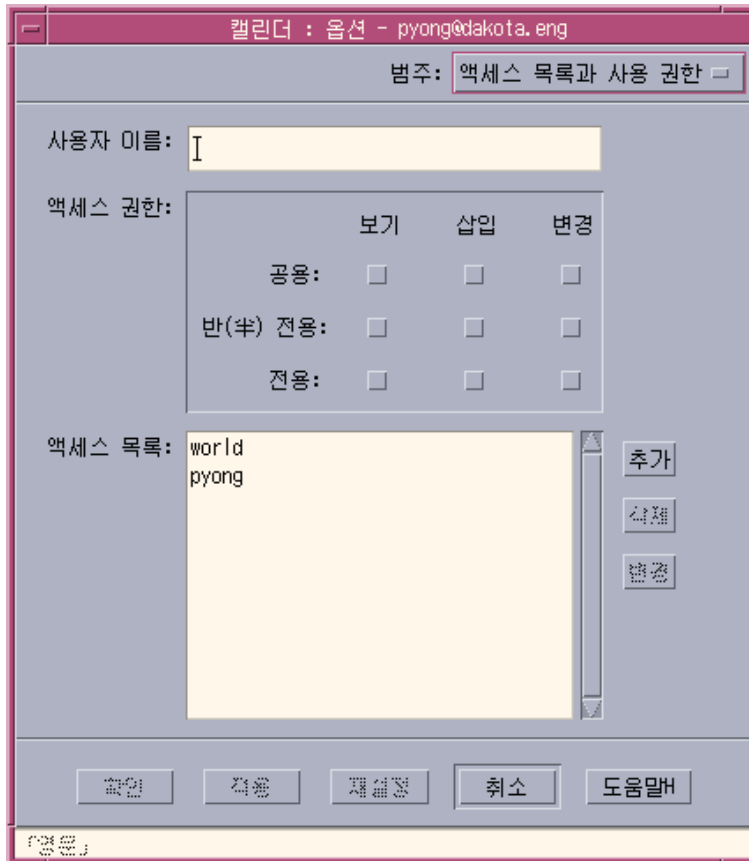 캘린더 : 옵션 - pyong@dakota.eng
범주: 액세스 목록과 사용 권한
사용자 이름:
액세스 권한:
보기 삽입 변경
공용:
반(半) 전용:
전용:
액세스 목록:
world
pyong
추가
삭제
변경
확인 적용 재설정 취소 도움말H
「영문」